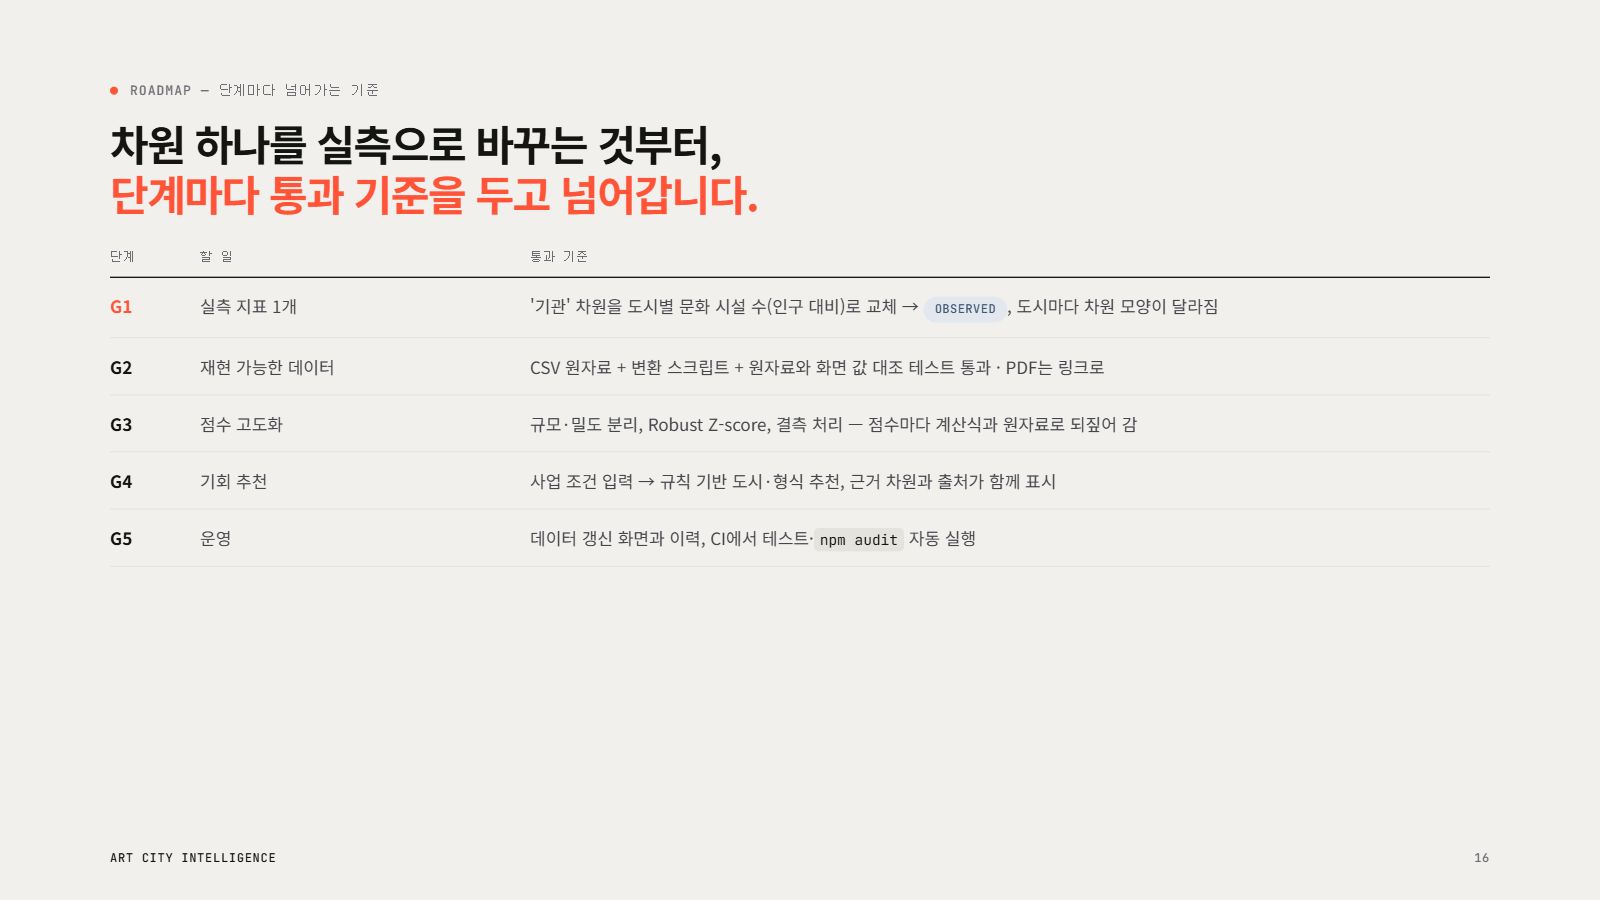 ROADMAP — 단계마다 넘어가는 기준
차원 하나를 실측으로 바꾸는 것부터,
단계마다 통과 기준을 두고 넘어갑니다.
단계 할 일 통과 기준
G1 실측 지표 1개 '기관' 차원을 도시별 문화 시설 수(인구 대비)로 교체 → OBSERVED, 도시마다 차원 모양이 달라짐
G2 재현 가능한 데이터 CSV 원자료 + 변환 스크립트 + 원자료와 화면 값 대조 테스트 통과 · PDF는 링크로
G3 점수 고도화 규모·밀도 분리, Robust Z-score, 결측 처리 — 점수마다 계산식과 원자료로 되짚어 감
G4 기회 추천 사업 조건 입력 → 규칙 기반 도시·형식 추천, 근거 차원과 출처가 함께 표시
G5 운영 데이터 갱신 화면과 이력, CI에서 테스트·npm audit 자동 실행
ART CITY INTELLIGENCE 16